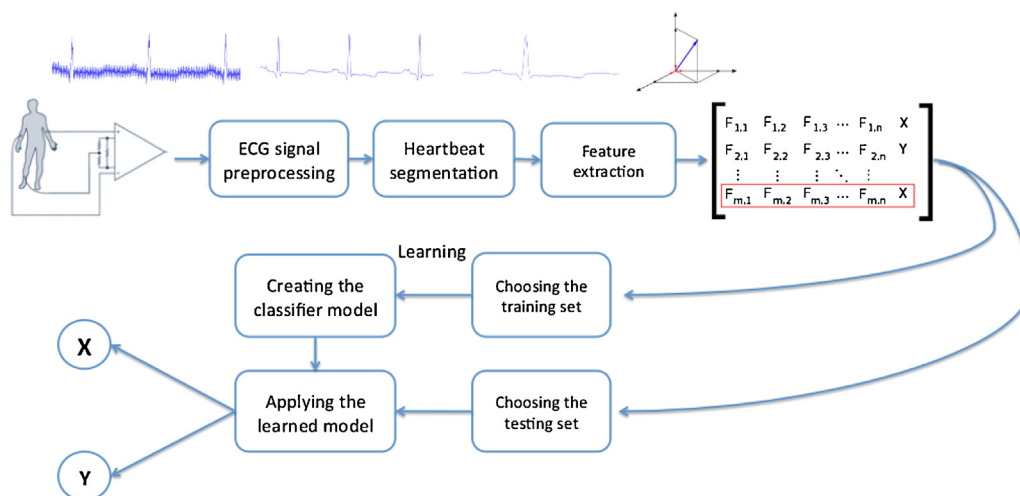 ECG signal
preprocessing
Heartbeat
segmentation
Feature
extraction
F1,1 F1,2 F1,3 ... F1,n X
F2,1 F2,2 F2,3 ... F2,n Y
⋮ ⋮ ⋮ ⋱ ⋮
Fm,1 Fm,2 Fm,3 ... Fm,n X
Learning
Creating the
classifier model
Choosing the
training set
X
Applying the
learned model
Choosing the
testing set
Y